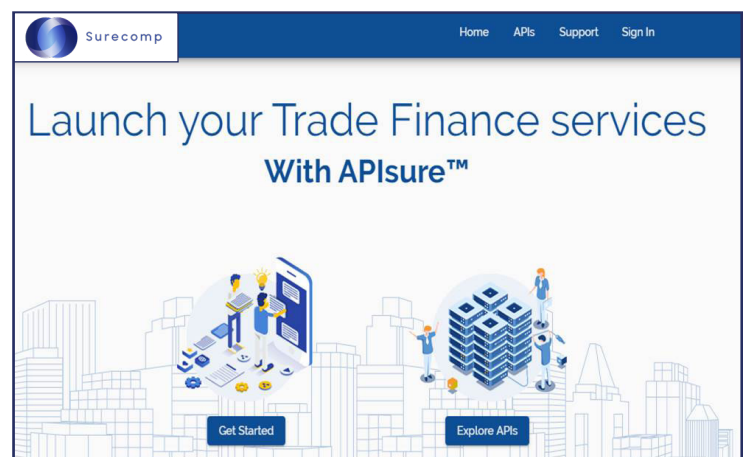 Surecomp
Home APIs Support Sign In
Launch your Trade Finance services
With APIsure™
Get Started
Explore APIs